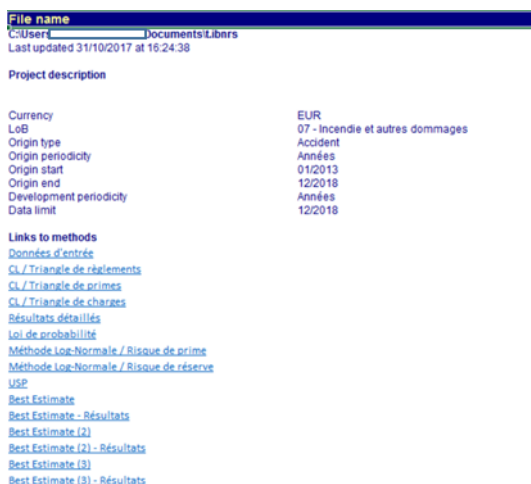 File name
C:\Users Documents\t.ibnrs
Last updated 31/10/2017 at 16:24:38
Project description
Currency EUR
LoB 07 - Incendie et autres dommages
Origin type Accident
Origin periodicity Années
Origin start 01/2013
Origin end 12/2018
Development periodicity Années
Data limit 12/2018
Links to methods
Données d'entrée
CL / Triangle de règlements
CL / Triangle de primes
CL / Triangle de charges
Résultats détaillés
Loi de probabilité
Méthode Log-Normale / Risque de prime
Méthode Log-Normale / Risque de réserve
USP
Best Estimate
Best Estimate - Résultats
Best Estimate (2)
Best Estimate (2) - Résultats
Best Estimate (3)
Best Estimate (3) - Résultats